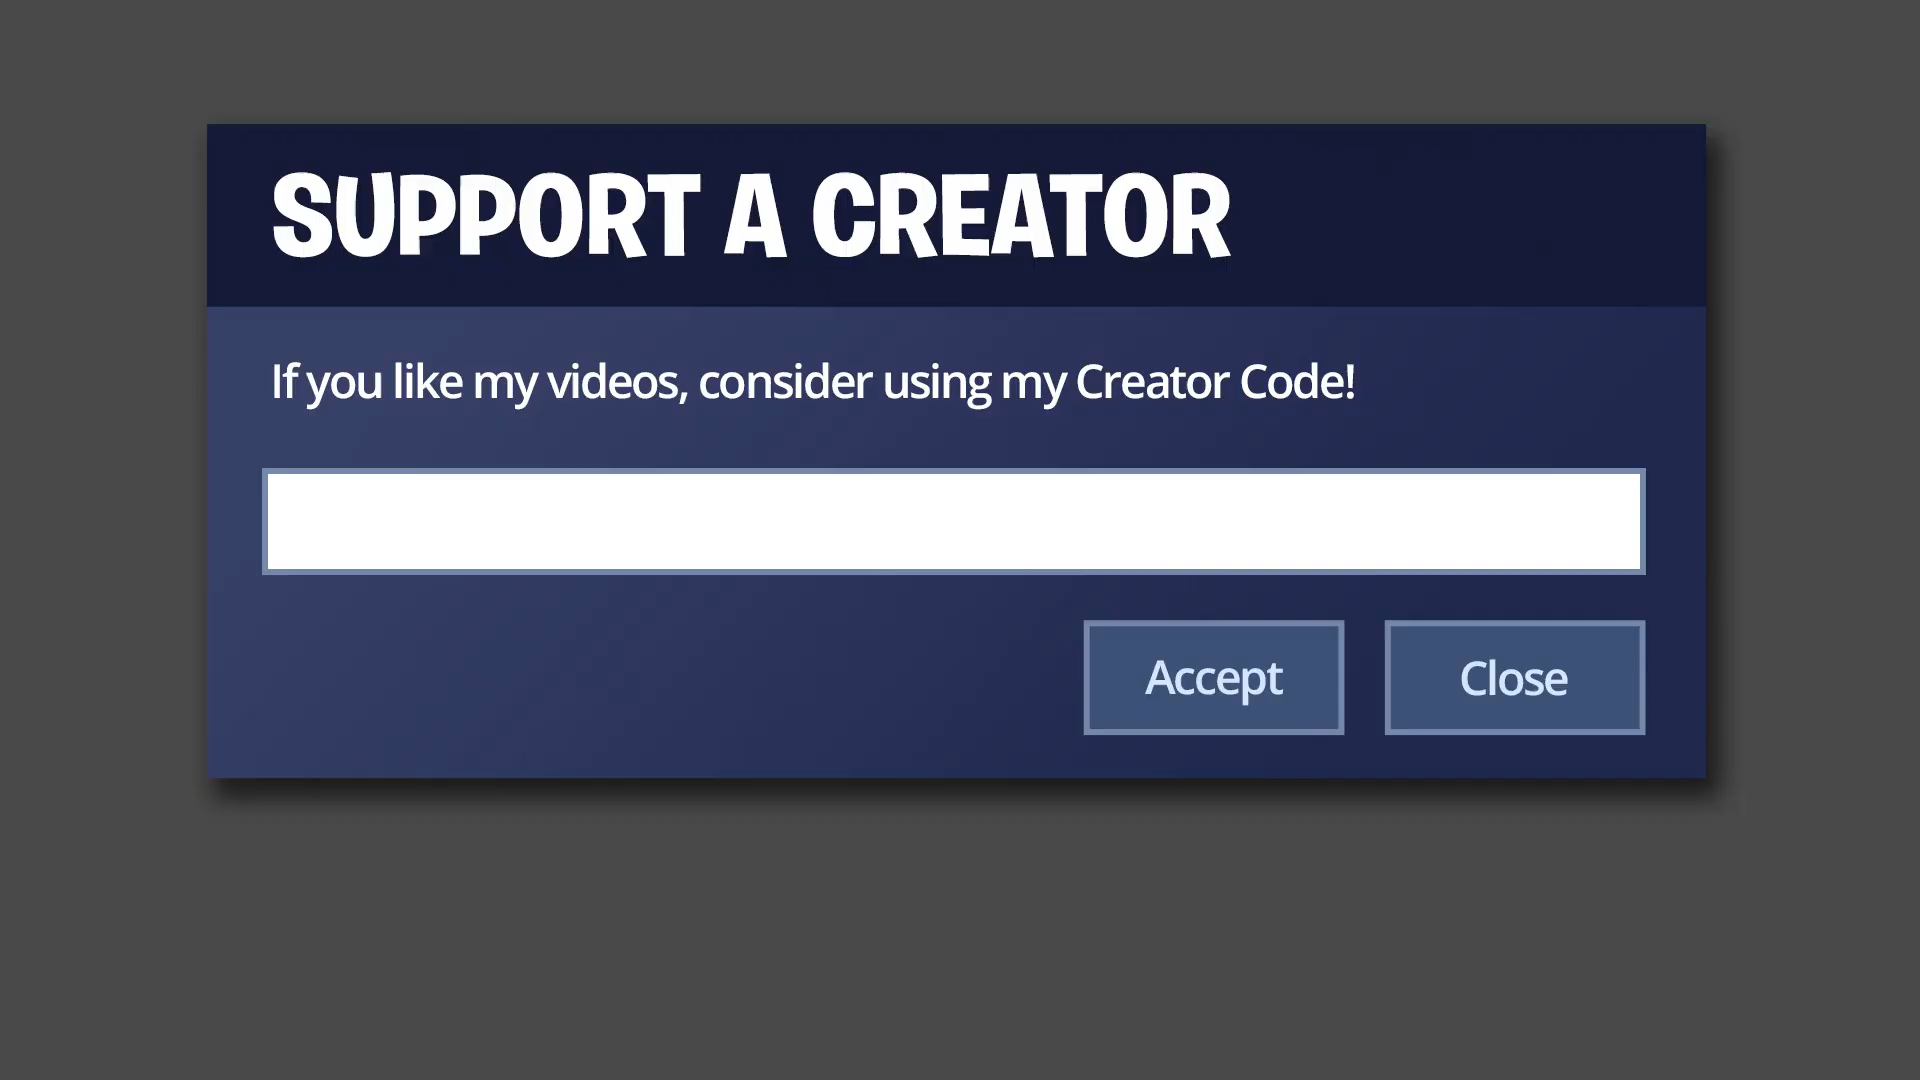 SUPPORT A CREATOR
If you like my videos, consider using my Creator Code!
Accept
Close